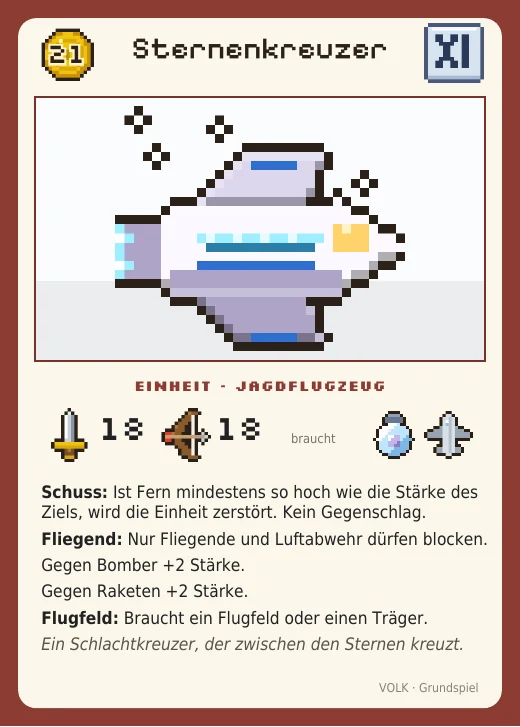 21 Sternenkreuzer XI
EINHEIT - JAGDFLUGZEUG
18 18 braucht
Schuss: Ist Fern mindestens so hoch wie die Stärke des
Ziels, wird die Einheit zerstört. Kein Gegenschlag.
Fliegend: Nur Fliegende und Luftabwehr dürfen blocken.
Gegen Bomber +2 Stärke.
Gegen Raketen +2 Stärke.
Flugfeld: Braucht ein Flugfeld oder einen Träger.
Ein Schlachtkreuzer, der zwischen den Sternen kreuzt.
VOLK · Grundspiel